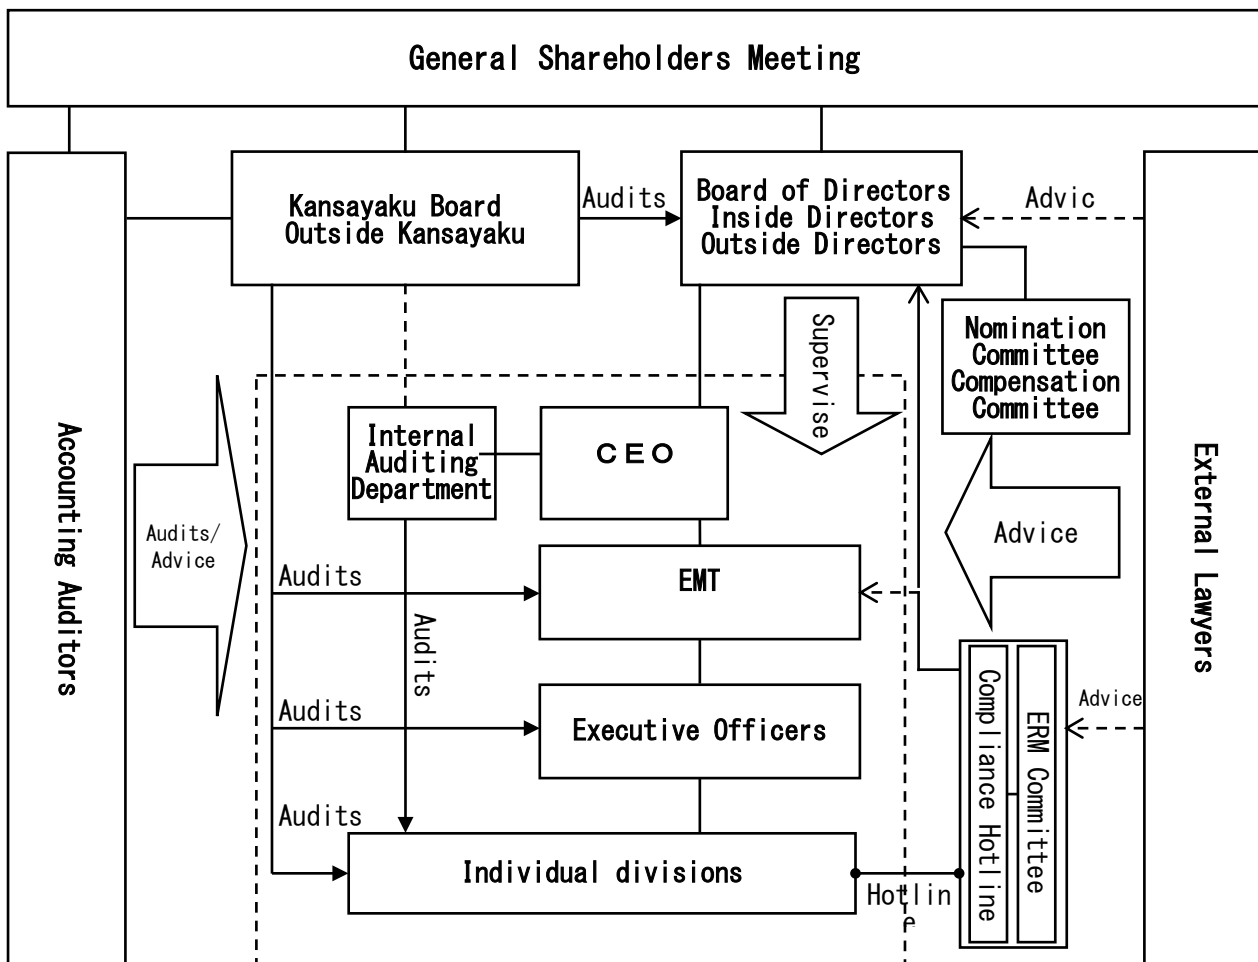 General Shareholders Meeting
Kansayaku Board
Outside Kansayaku
Audits
Board of Directors
Inside Directors
Outside Directors
Advic
Nomination
Committee
Compensation
Committee
Supervise
Accounting Auditors
Audits/
Advice
Internal
Auditing
Department
CEO
Advice
External Lawyers
Audits
EMT
Audits
Audits
Executive Officers
Advice
Compliance Hotline
ERM Committee
Audits
Individual divisions
Hotlin
e